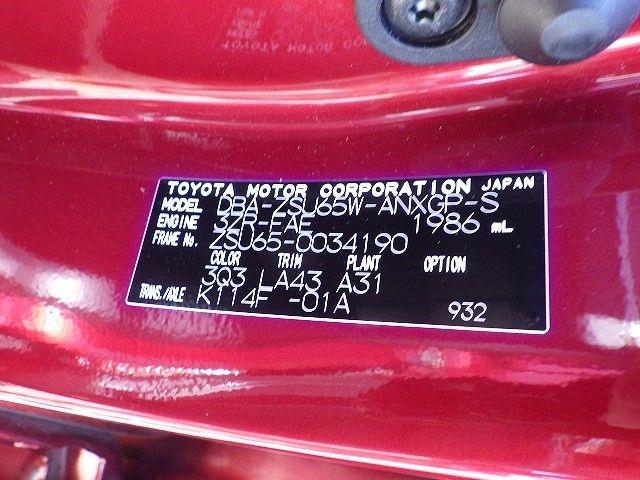 TOYOTA MOTOR CORPORATION JAPAN
MODEL DBA-ZSU65W-ANXGP-S
ENGINE 3ZR-FAE 1986 mL
FRAME No. ZSU65-0034190
COLOR TRIM PLANT OPTION
3Q3 LA43 A31
TRANS./AXLE K114F -01A
932